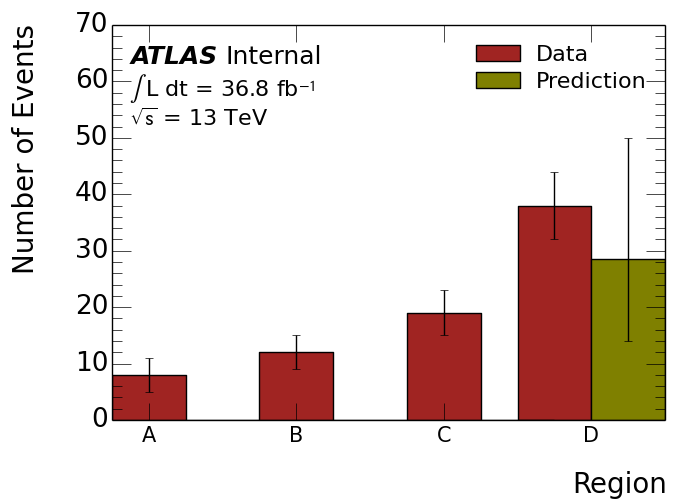 Number of Events
70
60
50
40
30
20
10
0
ATLAS Internal
∫L dt = 36.8 fb⁻¹
√s = 13 TeV
Data
Prediction
A B C D
Region